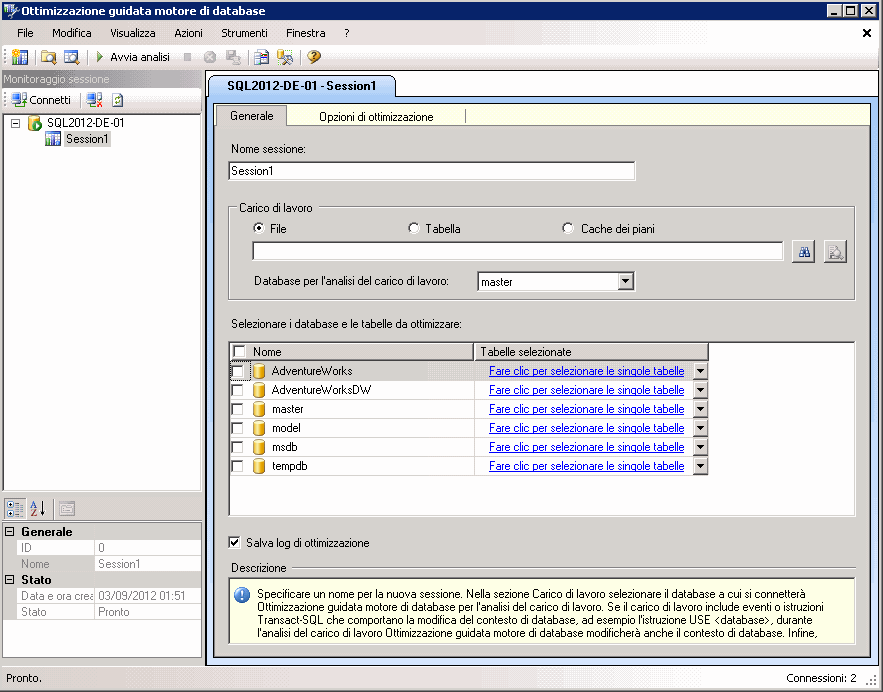 Ottimizzazione guidata motore di database
File Modifica Visualizza Azioni Strumenti Finestra ?
Avvia analisi
Monitoraggio sessione
Connetti
SQL2012-DE-01
Session1
Generale
ID 0
Nome Session1
Stato
Data e ora crea 03/09/2012 01:51
Stato Pronto
SQL2012-DE-01 - Session1
Generale Opzioni di ottimizzazione
Nome sessione:
Session1
Carico di lavoro
File Tabella Cache dei piani
Database per l'analisi del carico di lavoro: master
Selezionare i database e le tabelle da ottimizzare:
Nome Tabelle selezionate
AdventureWorks Fare clic per selezionare le singole tabelle
AdventureWorksDW Fare clic per selezionare le singole tabelle
master Fare clic per selezionare le singole tabelle
model Fare clic per selezionare le singole tabelle
msdb Fare clic per selezionare le singole tabelle
tempdb Fare clic per selezionare le singole tabelle
Salva log di ottimizzazione
Descrizione
Specificare un nome per la nuova sessione. Nella sezione Carico di lavoro selezionare il database a cui si connetterà
Ottimizzazione guidata motore di database per l'analisi del carico di lavoro. Se il carico di lavoro include eventi o istruzioni
Transact-SQL che comportano la modifica del contesto di database, ad esempio l'istruzione USE <database>, durante
l'analisi del carico di lavoro Ottimizzazione guidata motore di database modificherà anche il contesto di database. Infine,
Pronto. Connessioni: 2